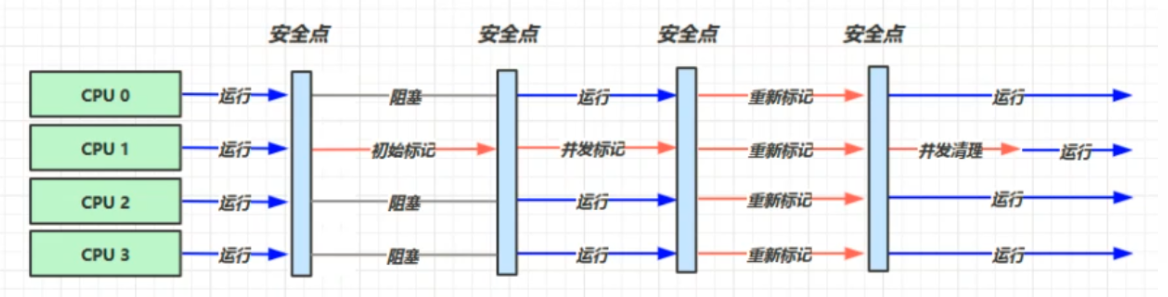 安全点 安全点 安全点 安全点
CPU 0 运行 阻塞 运行 重新标记 运行
CPU 1 运行 初始标记 并发标记 重新标记 并发清理 运行
CPU 2 运行 阻塞 运行 重新标记 运行
CPU 3 运行 阻塞 运行 重新标记 运行